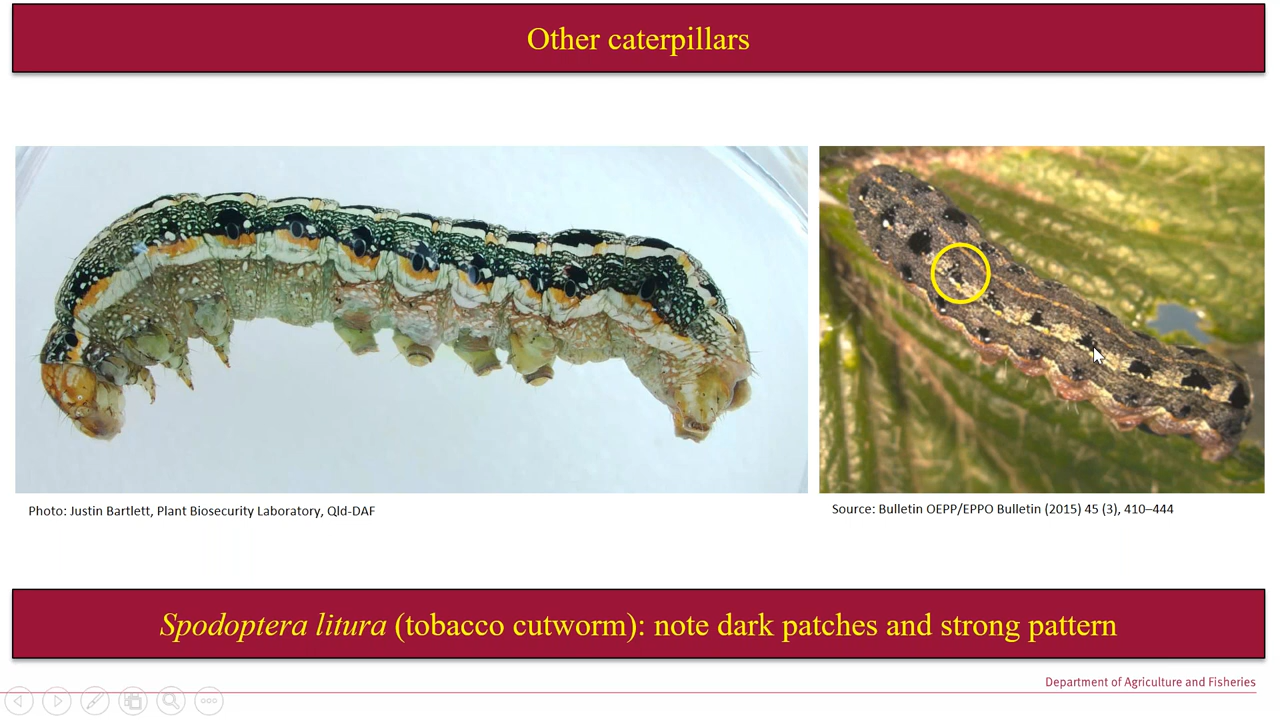 Other caterpillars
Photo: Justin Bartlett, Plant Biosecurity Laboratory, Qld-DAF
Source: Bulletin OEPP/EPPO Bulletin (2015) 45 (3), 410–444
Spodoptera litura (tobacco cutworm): note dark patches and strong pattern
Department of Agriculture and Fisheries